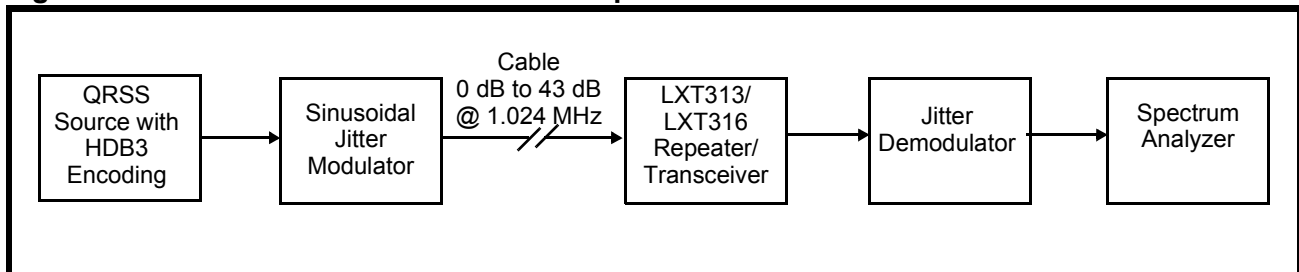 QRSS
Source with
HDB3
Encoding
Sinusoidal
Jitter
Modulator
Cable
0 dB to 43 dB
@ 1.024 MHz
LXT313/
LXT316
Repeater/
Transceiver
Jitter
Demodulator
Spectrum
Analyzer